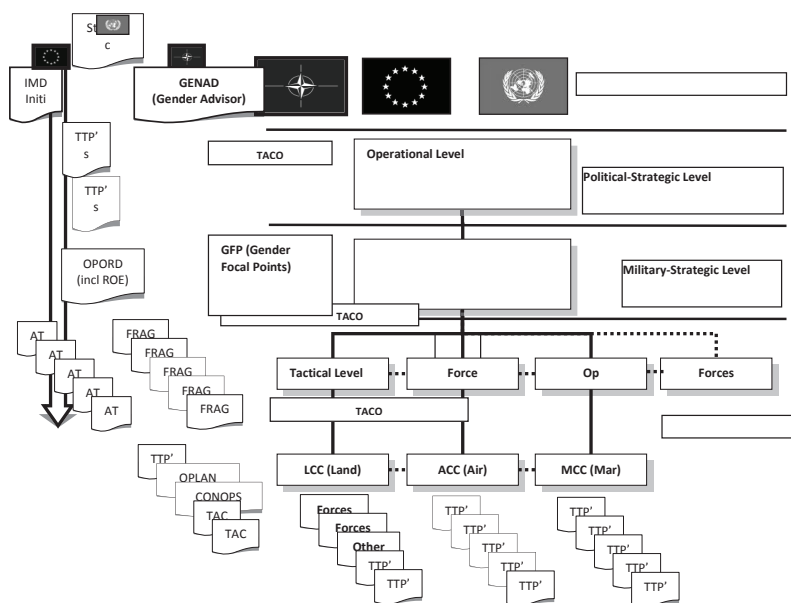 St
c
IMD
Initi
GENAD
(Gender Advisor)
TTP’
s
TACO
Operational Level
Political-Strategic Level
TTP’
s
GFP (Gender
Focal Points)
OPORD
(incl ROE)
Military-Strategic Level
TACO
AT
AT
AT
AT
AT
FRAG
FRAG
FRAG
FRAG
FRAG
Tactical Level
Force
Op
Forces
TACO
TTP’
OPLAN
CONOPS
TAC
TAC
LCC (Land)
ACC (Air)
MCC (Mar)
Forces
Forces
Other
TTP’
TTP’
TTP’
TTP’
TTP’
TTP’
TTP’
TTP’
TTP’
TTP’
TTP’
TTP’